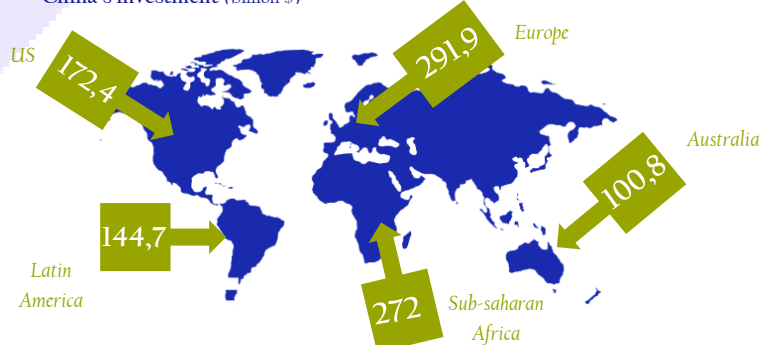 China's investment (billion $)
US
172,4
291,9
Europe
Australia
100,8
144,7
Latin
America
272
Sub-saharan
Africa